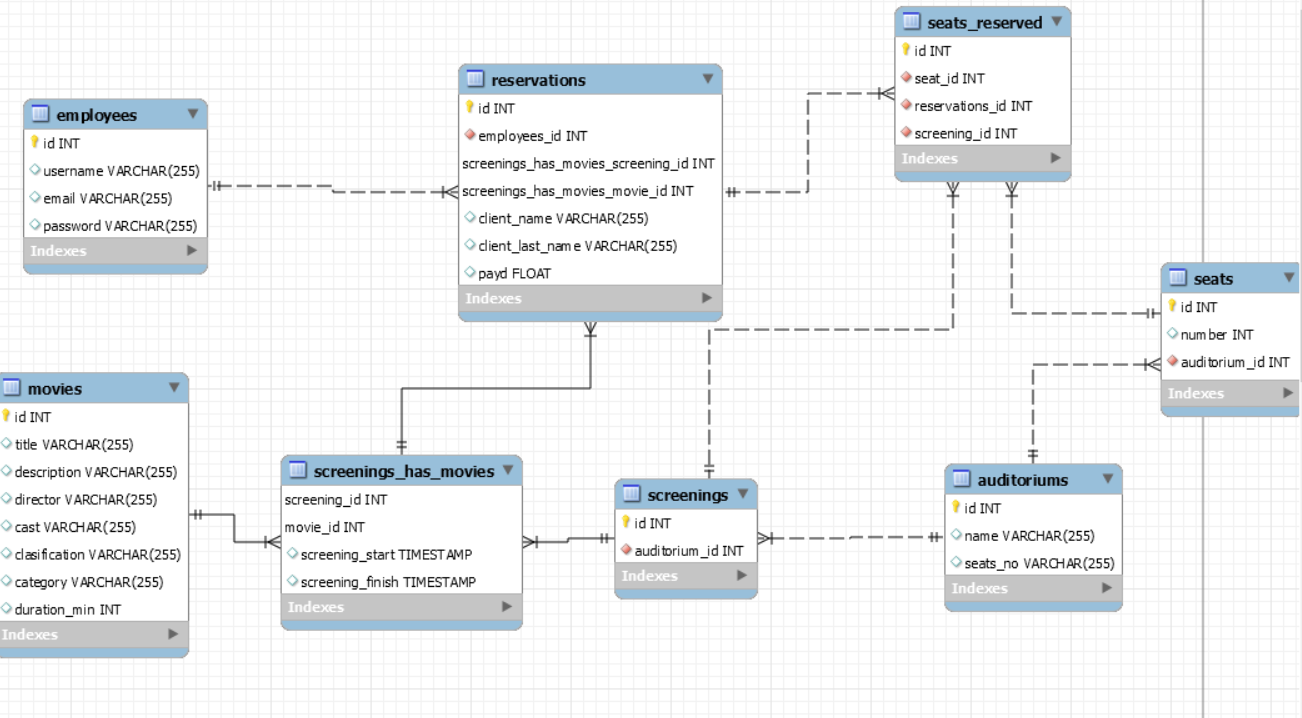 employees
id INT
username VARCHAR(255)
email VARCHAR(255)
password VARCHAR(255)
Indexes
reservations
id INT
employees_id INT
screenings_has_movies_screening_id INT
screenings_has_movies_movie_id INT
client_name VARCHAR(255)
client_last_name VARCHAR(255)
payd FLOAT
Indexes
seats_reserved
id INT
seat_id INT
reservations_id INT
screening_id INT
Indexes
seats
id INT
number INT
auditorium_id INT
Indexes
movies
id INT
title VARCHAR(255)
description VARCHAR(255)
director VARCHAR(255)
cast VARCHAR(255)
clasification VARCHAR(255)
category VARCHAR(255)
duration_min INT
Indexes
screenings_has_movies
screening_id INT
movie_id INT
screening_start TIMESTAMP
screening_finish TIMESTAMP
Indexes
screenings
id INT
auditorium_id INT
Indexes
auditoriums
id INT
name VARCHAR(255)
seats_no VARCHAR(255)
Indexes